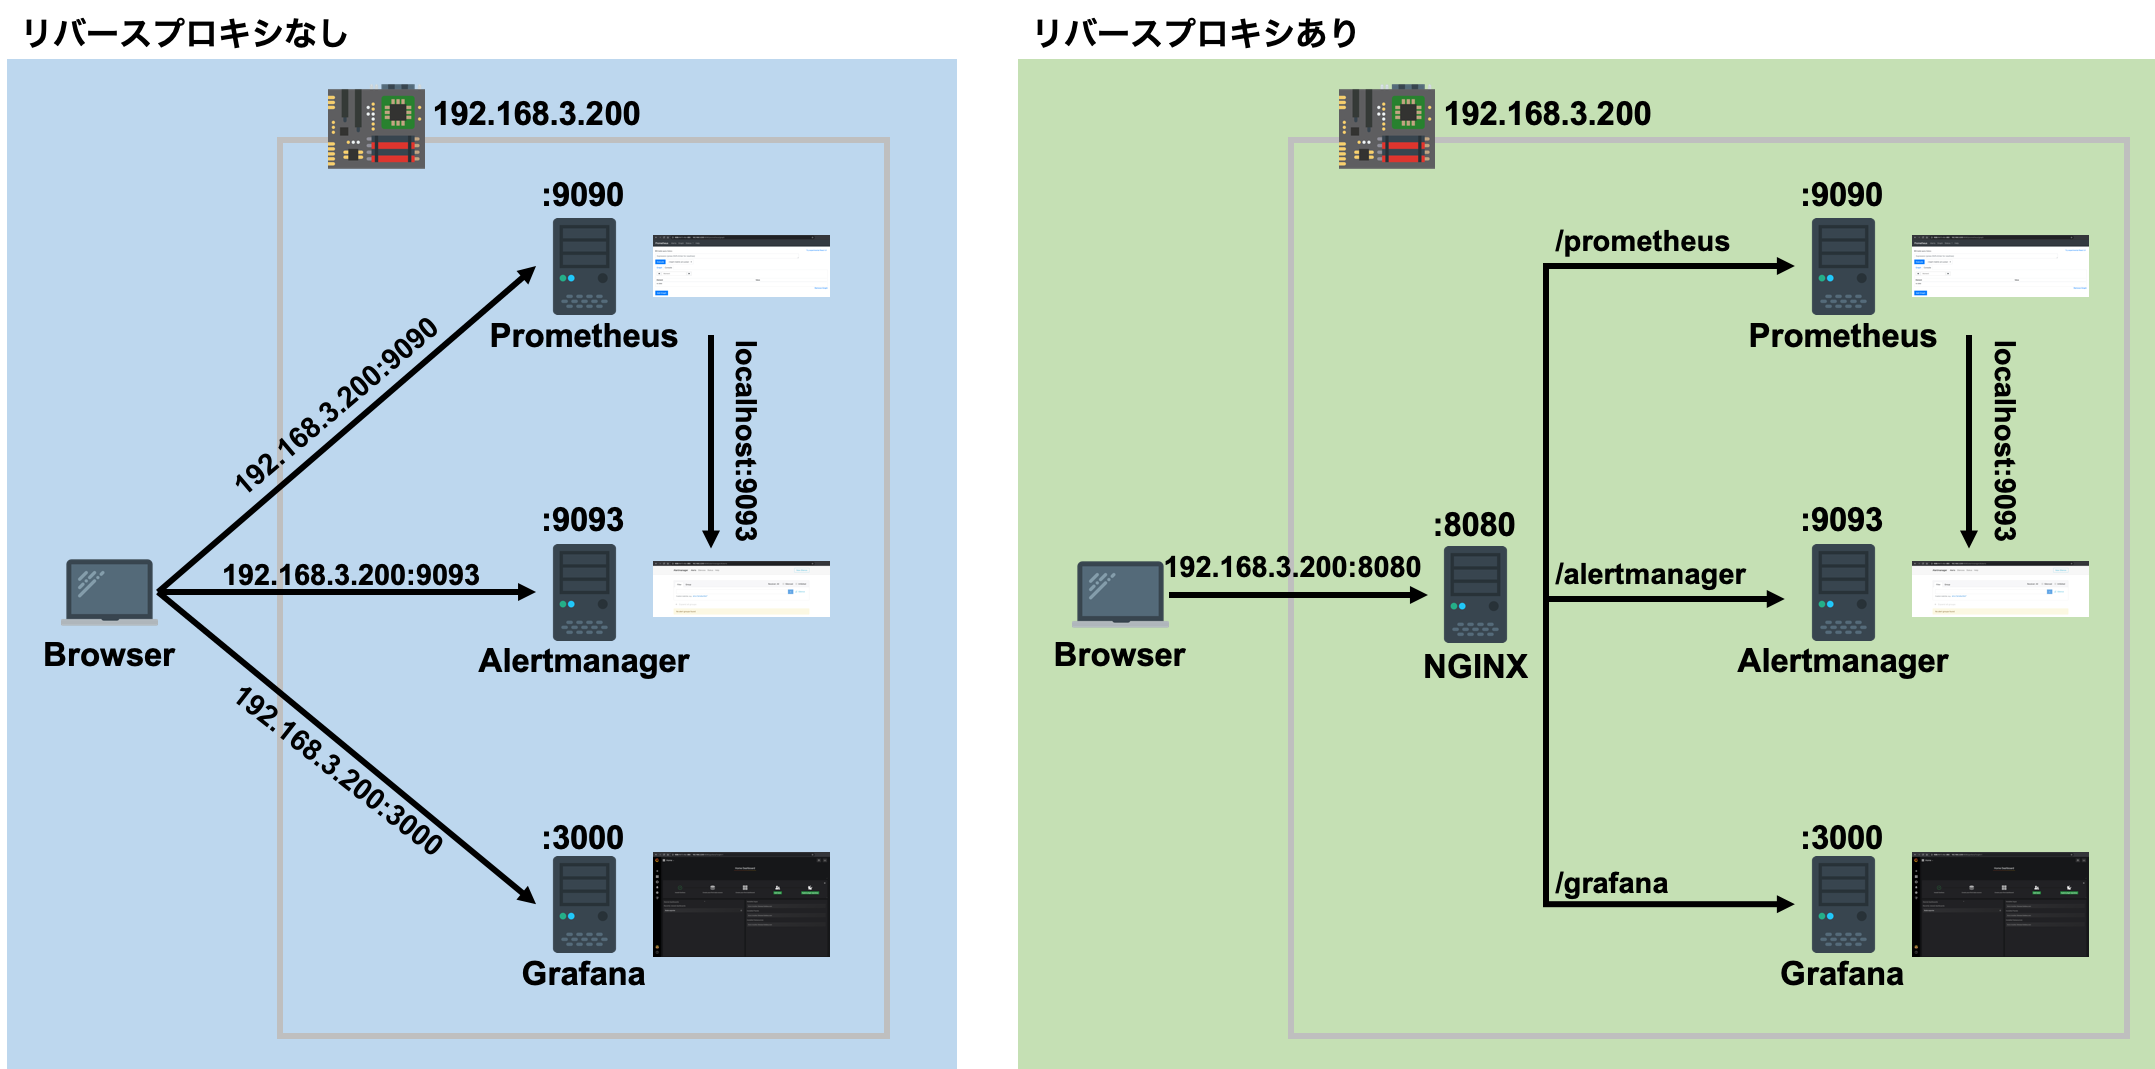 リバースプロキシなし
192.168.3.200
:9090
Prometheus
192.168.3.200:9090
localhost:9093
:9093
192.168.3.200:9093
Alertmanager
Browser
192.168.3.200:3000
:3000
Grafana
リバースプロキシあり
192.168.3.200
:9090
/prometheus
Prometheus
localhost:9093
:8080
:9093
192.168.3.200:8080
/alertmanager
Browser
NGINX
Alertmanager
:3000
/grafana
Grafana